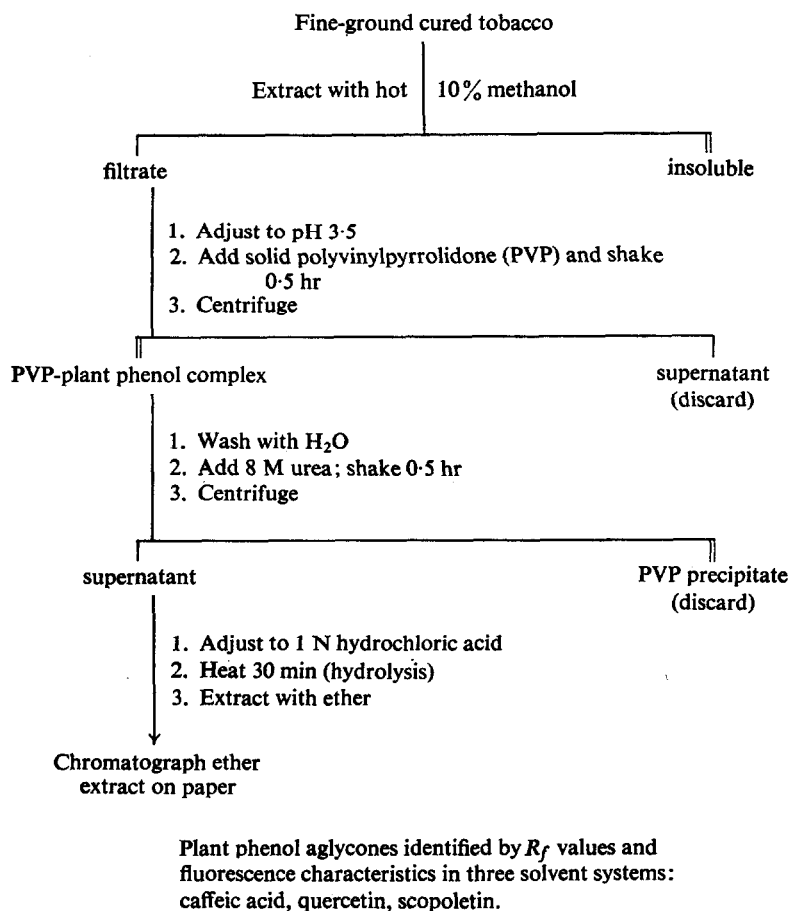 Fine-ground cured tobacco
Extract with hot 10% methanol
filtrate insoluble
1. Adjust to pH 3·5
2. Add solid polyvinylpyrrolidone (PVP) and shake
0·5 hr
3. Centrifuge
PVP-plant phenol complex supernatant
(discard)
1. Wash with H₂O
2. Add 8 M urea; shake 0·5 hr
3. Centrifuge
supernatant PVP precipitate
(discard)
1. Adjust to 1 N hydrochloric acid
2. Heat 30 min (hydrolysis)
3. Extract with ether
Chromatograph ether
extract on paper
Plant phenol aglycones identified by Rf values and
fluorescence characteristics in three solvent systems:
caffeic acid, quercetin, scopoletin.